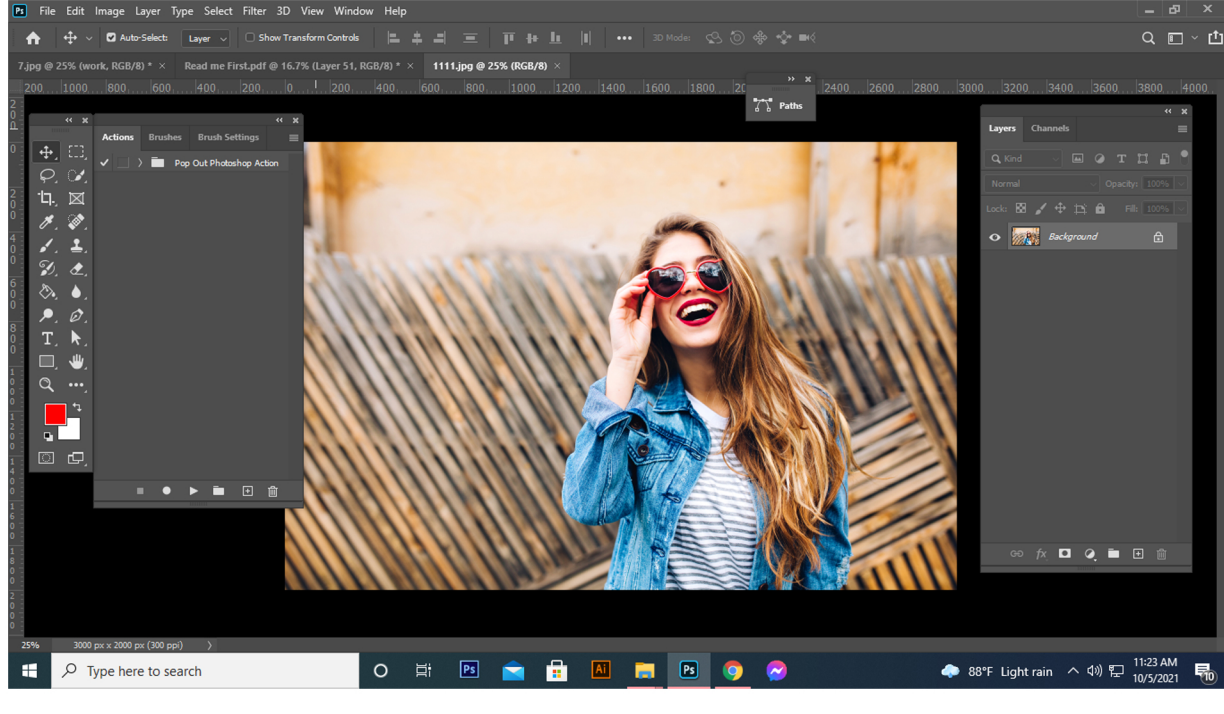 Ps File Edit Image Layer Type Select Filter 3D View Window Help
Auto-Select: Layer Show Transform Controls 3D Mode:
7.jpg @ 25% (work, RGB/8) * × Read me First.pdf @ 16.7% (Layer 51, RGB/8) * × 1111.jpg @ 25% (RGB/8) ×
200 1000 800 600 400 200 0 200 400 600 800 1000 1200 1400 1600 1800 2400 2600 2800 3000 3200 3400 3600 3800 4000
Paths
Actions Brushes Brush Settings
Pop Out Photoshop Action
Layers Channels
Kind
Normal Opacity: 100%
Lock: Fill: 100%
Background
25% 3000 px x 2000 px (300 ppi)
Type here to search
Ps Ai Ps
88°F Light rain
11:23 AM
10/5/2021
10